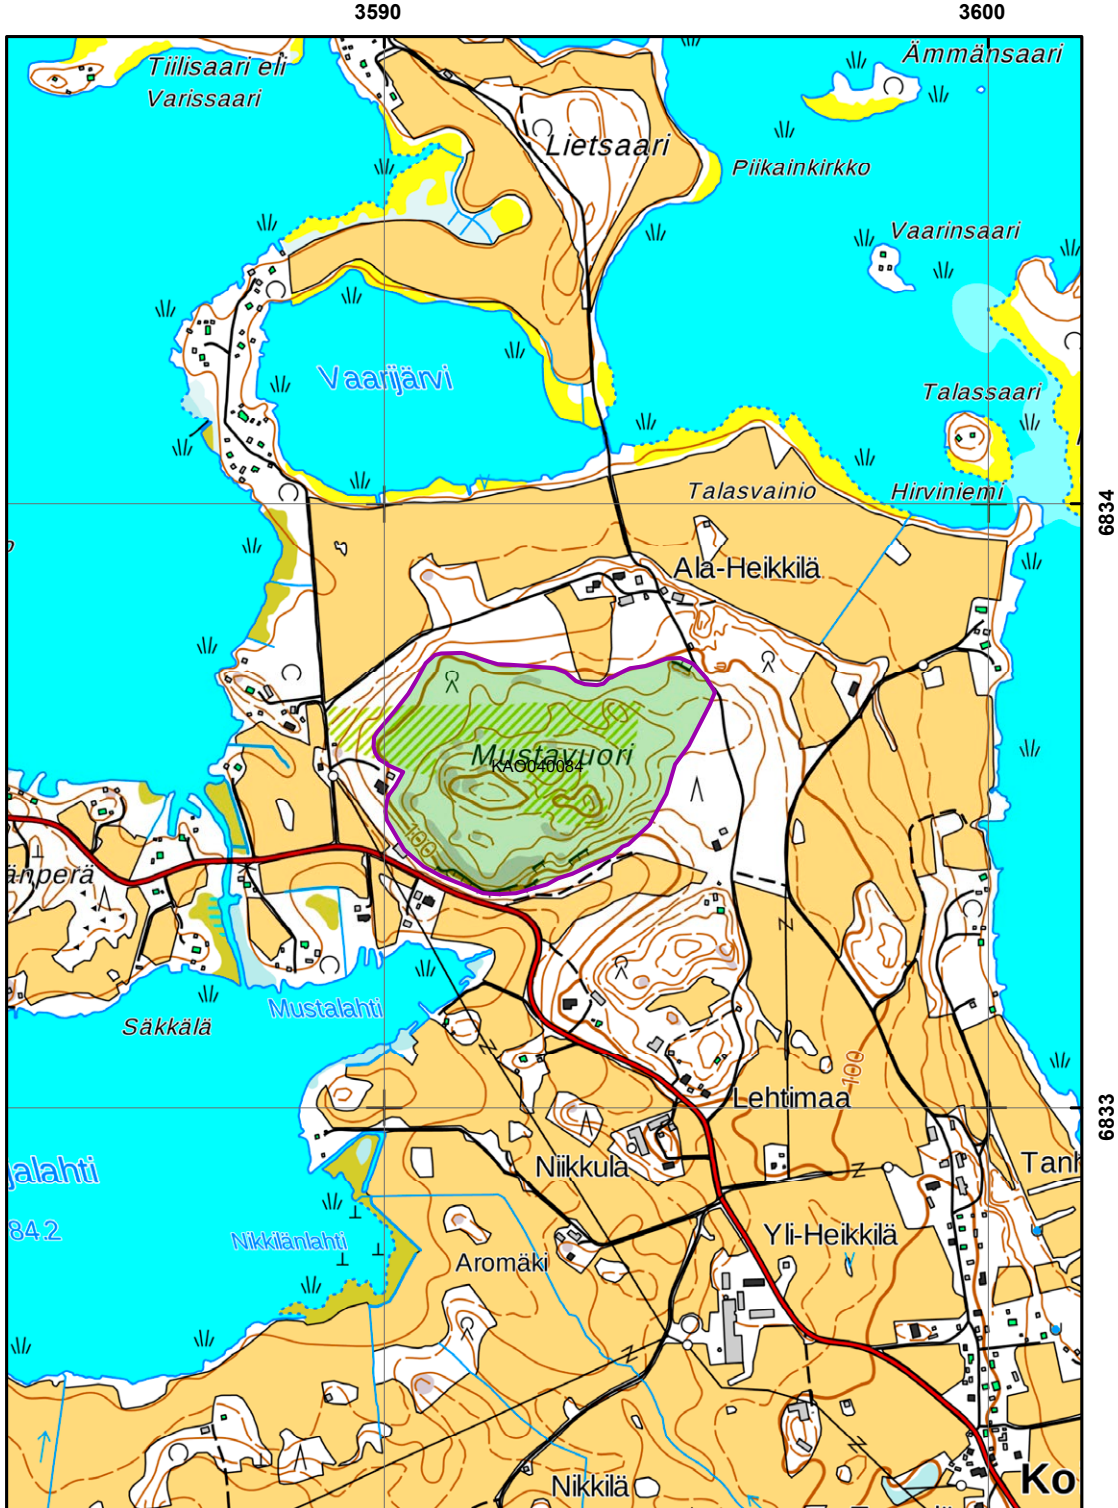 3590
3600
Tiilisaari eli
Varissaari
Ämmänsaari
Lietsaari
Piikainkirkko
Vaarinsaari
Vaarijärvi
Talassaari
Talasvainio
Hirviniemi
6834
Ala-Heikkilä
Mustavuori
KAO040084
100
änperä
Mustalahti
Säkkälä
100
Lehtimaa
6833
Niikkula
jalahti
Tanh
84.2
Nikkilänlahti
Yli-Heikkilä
Aromäki
Nikkilä
Ko